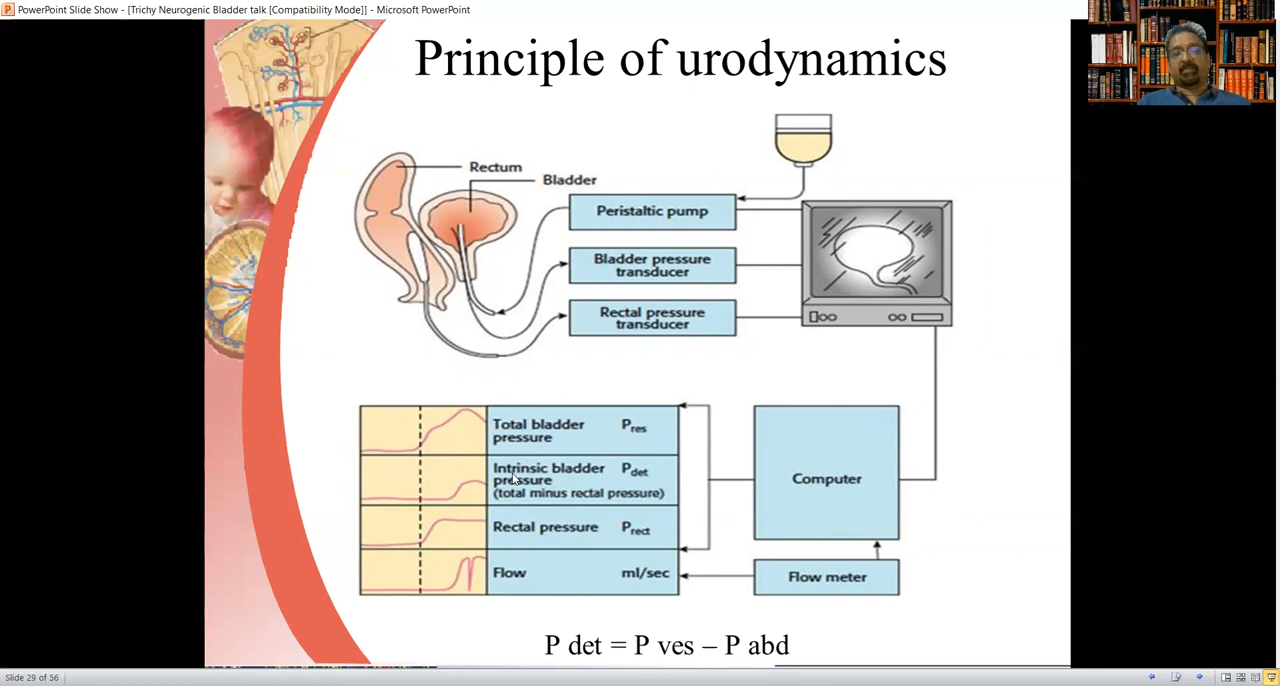 PowerPoint Slide Show - [Trichy Neurogenic Bladder talk [Compatibility Mode]] - Microsoft PowerPoint
Principle of urodynamics
Rectum
Bladder
Peristaltic pump
Bladder pressure
transducer
Rectal pressure
transducer
Total bladder
pressure
Pres
Intrinsic bladder
pressure
(total minus rectal pressure)
Pdet
Rectal pressure
Prect
Flow
ml/sec
Computer
Flow meter
P det = P ves – P abd
Slide 29 of 56